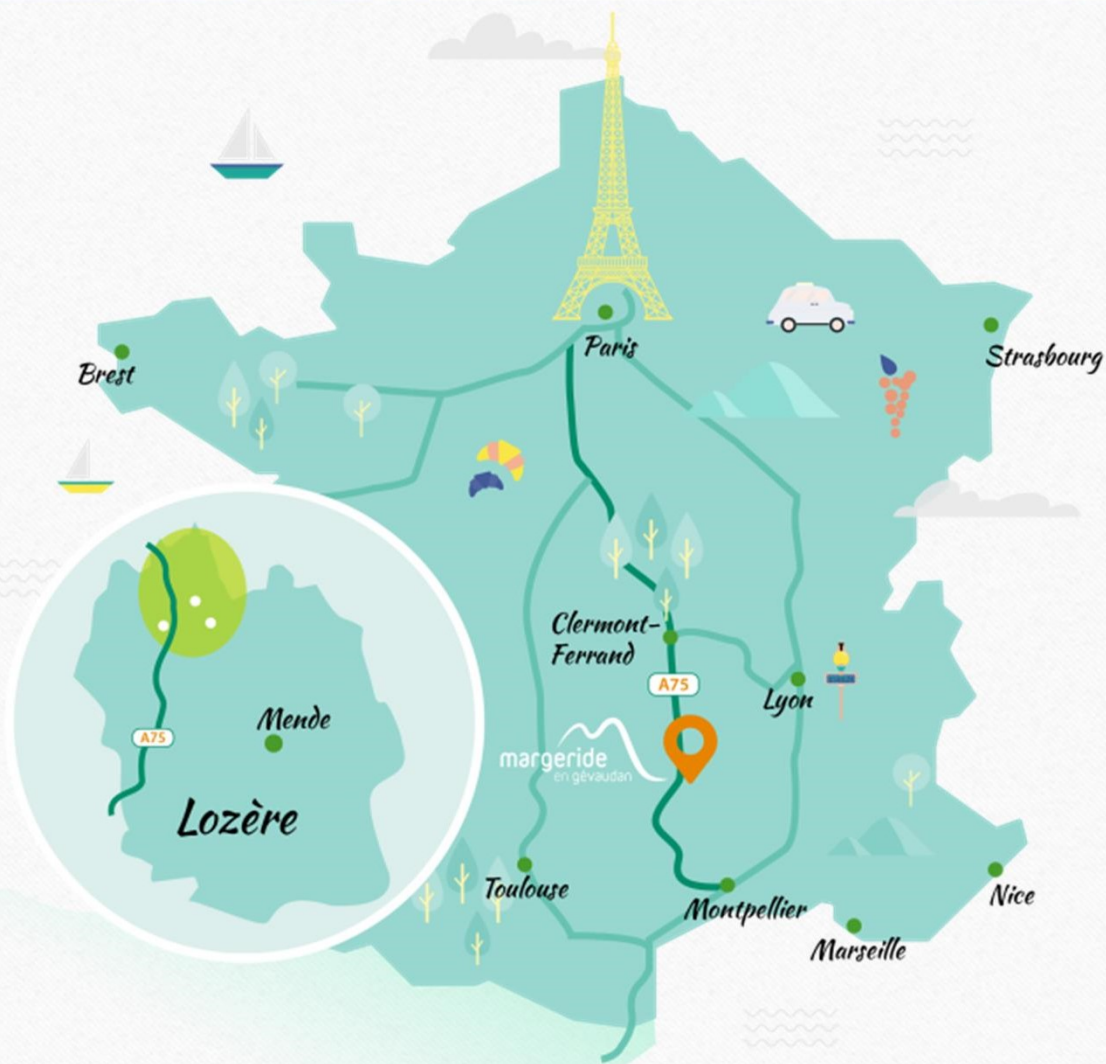 Paris
Strasbourg
Brest
Clermont-
Ferrand
A75
Lyon
margeride
en gévaudan
A75
Mende
Lozère
Toulouse
Montpellier
Nice
Marseille